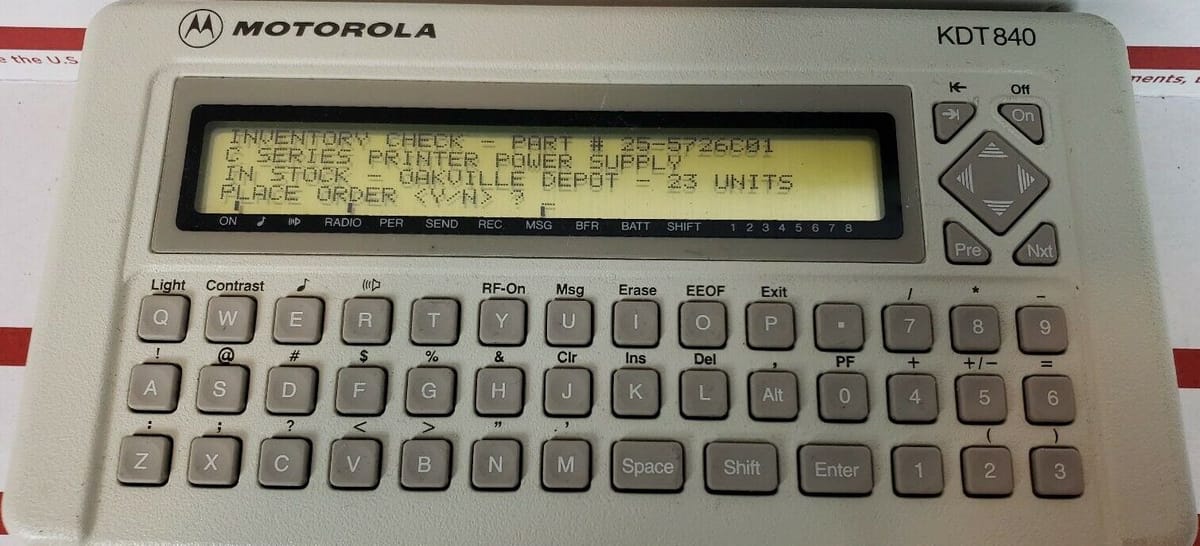 MOTOROLA
KDT 840
e the U.S
ments,
INVENTORY CHECK - PART # 25-5726C01
C SERIES PRINTER POWER SUPPLY
IN STOCK - OAKVILLE DEPOT - 23 UNITS
PLACE ORDER <Y/N> ?
ON RADIO PER SEND REC MSG BFR BATT SHIFT 1 2 3 4 5 6 7 8
Off
On
Pre Nxt
Light Contrast RF-On Msg Erase EEOF Exit / * _
Q W E R T Y U I O P . 7 8 9
! @ # $ % & Clr Ins Del , PF + +/- =
A S D F G H J K L Alt 0 4 5 6
: ; ? < > " . ' ( )
Z X C V B N M Space Shift Enter 1 2 3